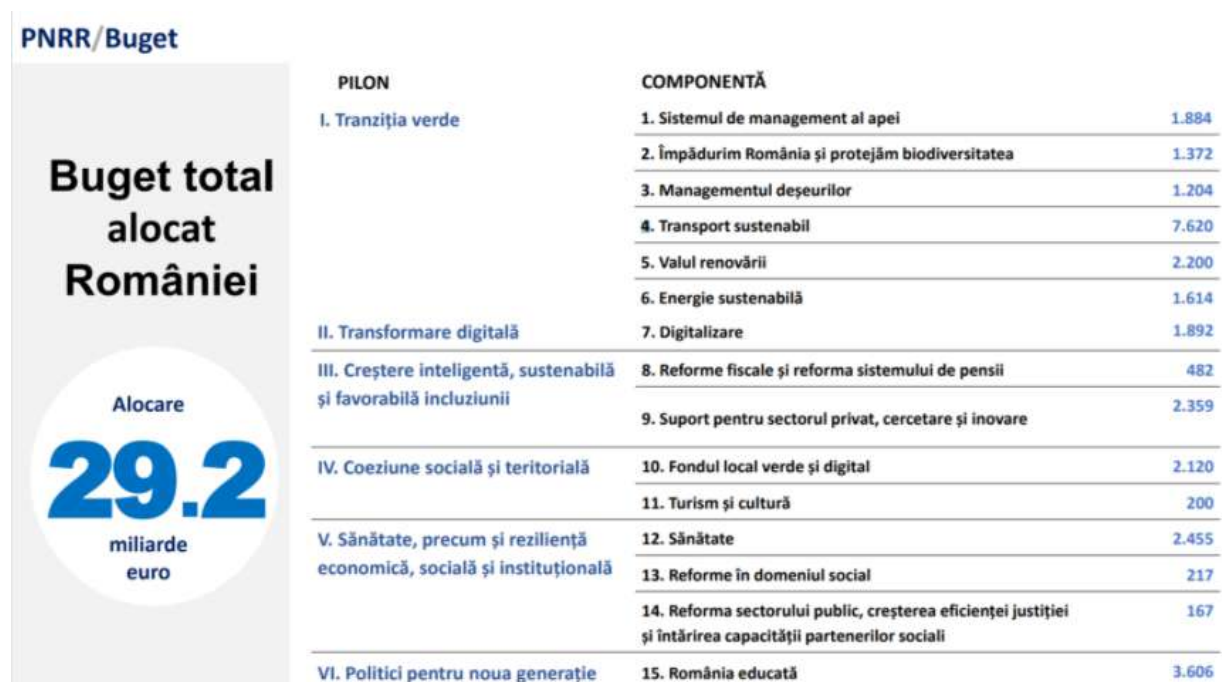 PNRR/Buget
Buget total
alocat
României
Alocare
29.2
miliarde
euro
PILON COMPONENTĂ
I. Tranziția verde 1. Sistemul de management al apei 1.884
2. Împădurim România și protejăm biodiversitatea 1.372
3. Managementul deșeurilor 1.204
4. Transport sustenabil 7.620
5. Valul renovării 2.200
6. Energie sustenabilă 1.614
II. Transformare digitală 7. Digitalizare 1.892
III. Creștere inteligentă, sustenabilă 8. Reforme fiscale și reforma sistemului de pensii 482
și favorabilă incluziunii
9. Suport pentru sectorul privat, cercetare și inovare 2.359
IV. Coeziune socială și teritorială 10. Fondul local verde și digital 2.120
11. Turism și cultură 200
V. Sănătate, precum și reziliență 12. Sănătate 2.455
economică, socială și instituțională 13. Reforme în domeniul social 217
14. Reforma sectorului public, creșterea eficienței justiției 167
și întărirea capacității partenerilor sociali
VI. Politici pentru noua generație 15. România educată 3.606